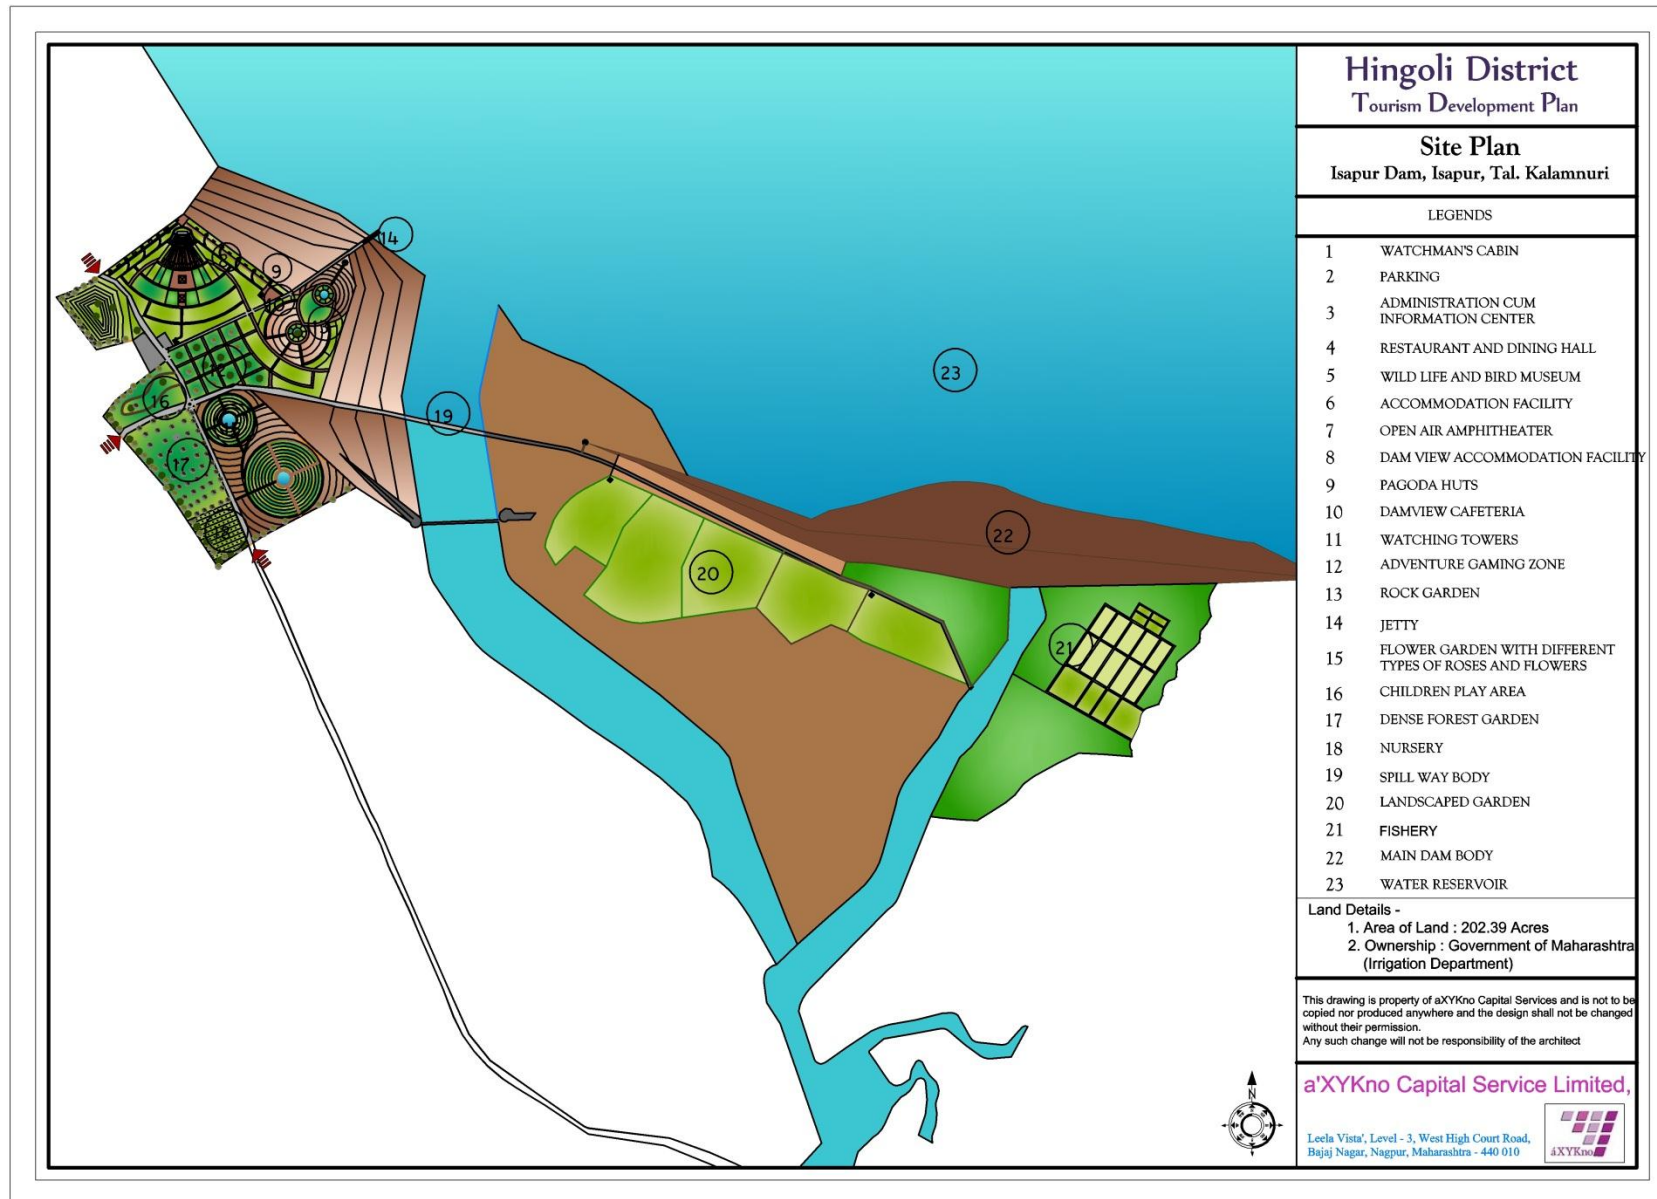 Hingoli District
Tourism Development Plan
Site Plan
Isapur Dam, Isapur, Tal. Kalamnuri
LEGENDS
1 WATCHMAN'S CABIN
2 PARKING
3 ADMINISTRATION CUM
INFORMATION CENTER
4 RESTAURANT AND DINING HALL
5 WILD LIFE AND BIRD MUSEUM
6 ACCOMMODATION FACILITY
7 OPEN AIR AMPHITHEATER
8 DAM VIEW ACCOMMODATION FACILITY
9 PAGODA HUTS
10 DAMVIEW CAFETERIA
11 WATCHING TOWERS
12 ADVENTURE GAMING ZONE
13 ROCK GARDEN
14 JETTY
15 FLOWER GARDEN WITH DIFFERENT
TYPES OF ROSES AND FLOWERS
16 CHILDREN PLAY AREA
17 DENSE FOREST GARDEN
18 NURSERY
19 SPILL WAY BODY
20 LANDSCAPED GARDEN
21 FISHERY
22 MAIN DAM BODY
23 WATER RESERVOIR
Land Details -
1. Area of Land : 202.39 Acres
2. Ownership : Government of Maharashtra
(Irrigation Department)
This drawing is property of aXYKno Capital Services and is not to be
copied nor produced anywhere and the design shall not be changed
without their permission.
Any such change will not be responsibility of the architect
a'XYKno Capital Service Limited,
Leela Vista', Level - 3, West High Court Road,
Bajaj Nagar, Nagpur, Maharashtra - 440 010
áXYKno
N
14
9
12
16
17
19
20
21
22
23